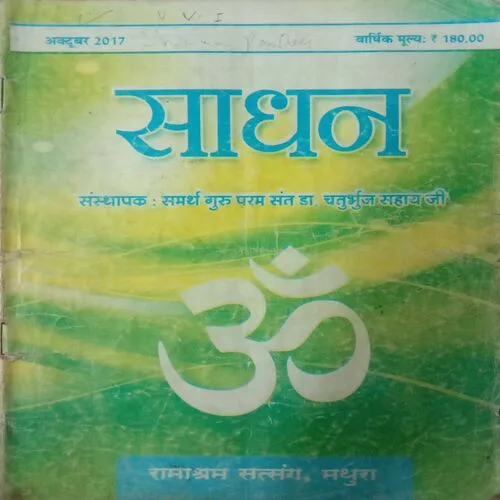 अक्टूबर 2017 वार्षिक मूल्य: ₹ 180.00
साधन
संस्थापक : समर्थ गुरु परम संत डा. चतुर्भुज सहाय जी
ॐ
रामाश्रम सत्संग, मथुरा